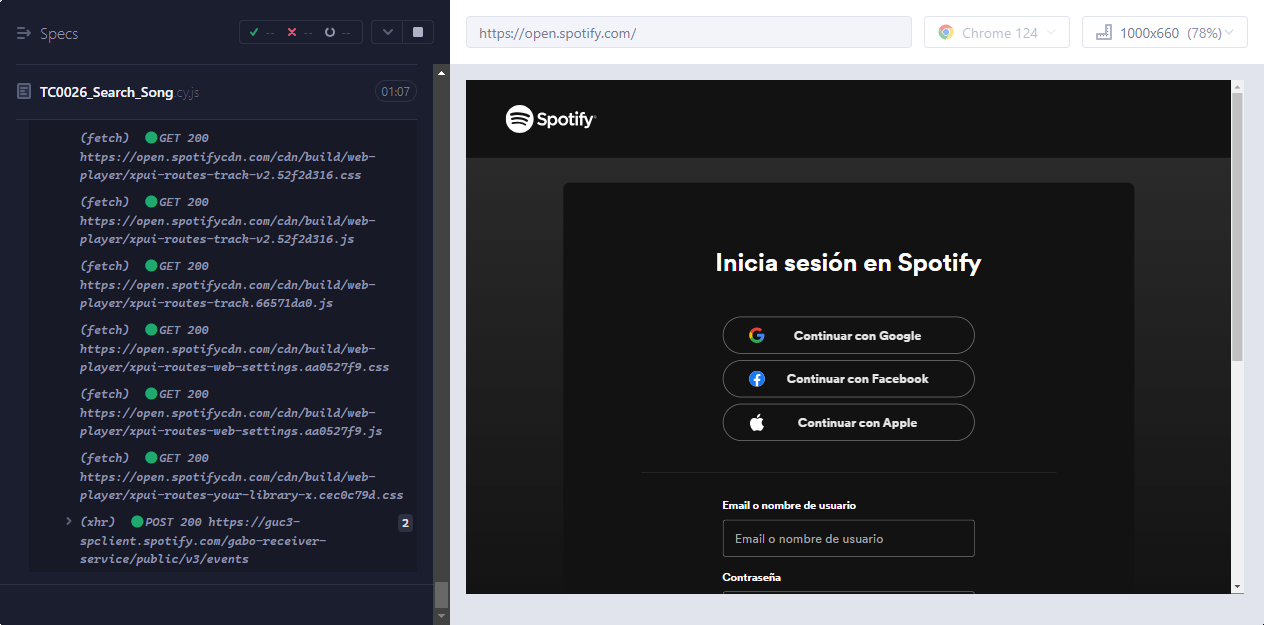 Specs
-- -- --
TC0026_Search_Song.cy.js
01:07
(fetch) GET 200
https://open.spotifycdn.com/cdn/build/web-
player/xpui-routes-track-v2.52f2d316.css
(fetch) GET 200
https://open.spotifycdn.com/cdn/build/web-
player/xpui-routes-track-v2.52f2d316.js
(fetch) GET 200
https://open.spotifycdn.com/cdn/build/web-
player/xpui-routes-track.66571da0.js
(fetch) GET 200
https://open.spotifycdn.com/cdn/build/web-
player/xpui-routes-web-settings.aa0527f9.css
(fetch) GET 200
https://open.spotifycdn.com/cdn/build/web-
player/xpui-routes-web-settings.aa0527f9.js
(fetch) GET 200
https://open.spotifycdn.com/cdn/build/web-
player/xpui-routes-your-library-x.cec0c79d.css
(xhr) POST 200 https://guc3-
2
spclient.spotify.com/gabo-receiver-
service/public/v3/events
https://open.spotify.com/
Chrome 124
1000x660 (78%)
Spotify
Inicia sesión en Spotify
Continuar con Google
Continuar con Facebook
Continuar con Apple
Email o nombre de usuario
Email o nombre de usuario
Contraseña